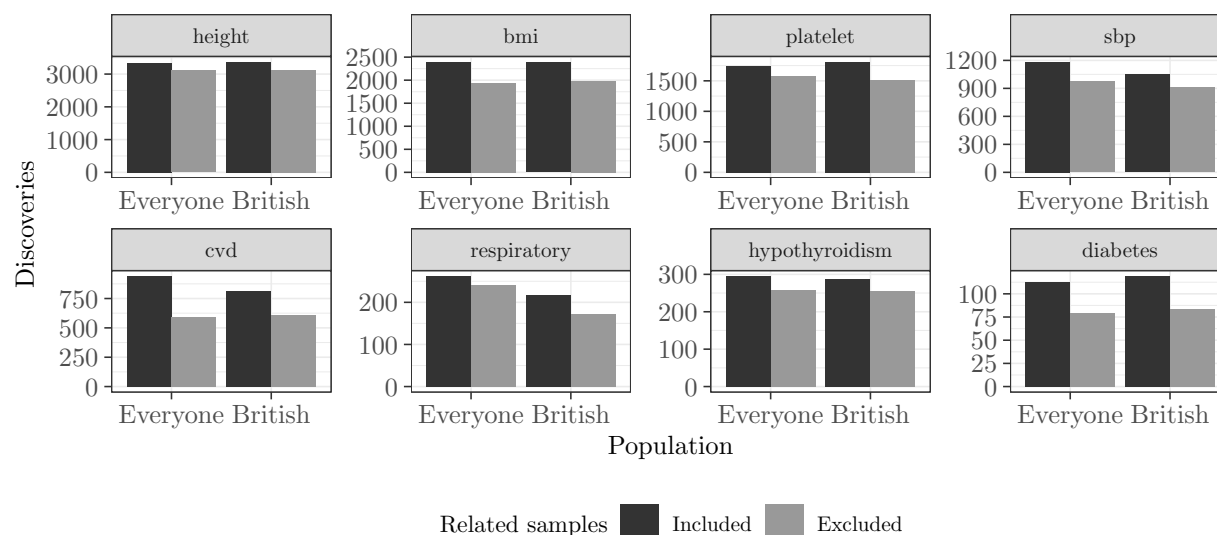 height bmi platelet sbp
3000 2500 1500 1200
2000 2000 1000 900
1000 1500 500 600
0 1000 0 300
500 0
0
Everyone British Everyone British Everyone British Everyone British
Discoveries
cvd respiratory hypothyroidism diabetes
750 200 300 100
500 100 200 75
250 0 100 50
0 0 25
0
Everyone British Everyone British Everyone British Everyone British
Population
Related samples Included Excluded